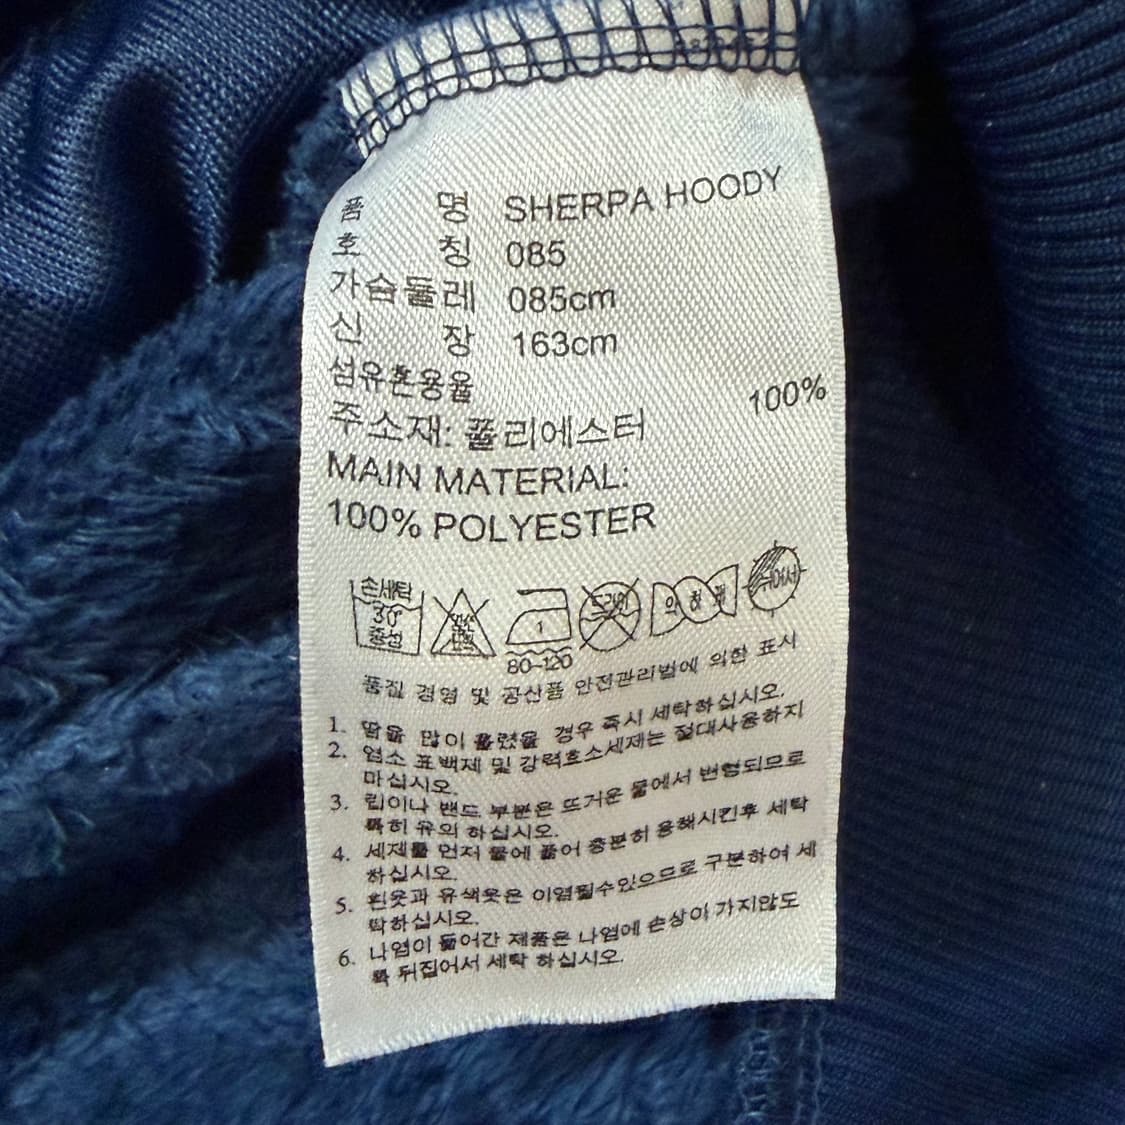 품 명 SHERPA HOODY
호 칭 085
가슴둘레 085cm
신 장 163cm
섬유혼용율
주소재: 폴리에스터 100%
MAIN MATERIAL:
100% POLYESTER
손세탁
30°
중성
1
80-120
드라이
약하게
뉘어서
품질 경영 및 공산품 안전관리법에 의한 표시
1. 땀을 많이 흘렸을 경우 즉시 세탁하십시오.
2. 염소 표백제 및 강력효소세제는 절대사용하지
마십시오.
3. 립이나 밴드 부분은 뜨거운 물에서 변형되므로
특히 유의 하십시오.
4. 세제를 먼저 물에 풀어 충분히 용해시킨후 세탁
하십시오.
5. 흰옷과 유색옷은 이염될수있으므로 구분하여 세
탁하십시오.
6. 나염이 들어간 제품은 나염에 손상이 가지않도
록 뒤집어서 세탁 하십시오.